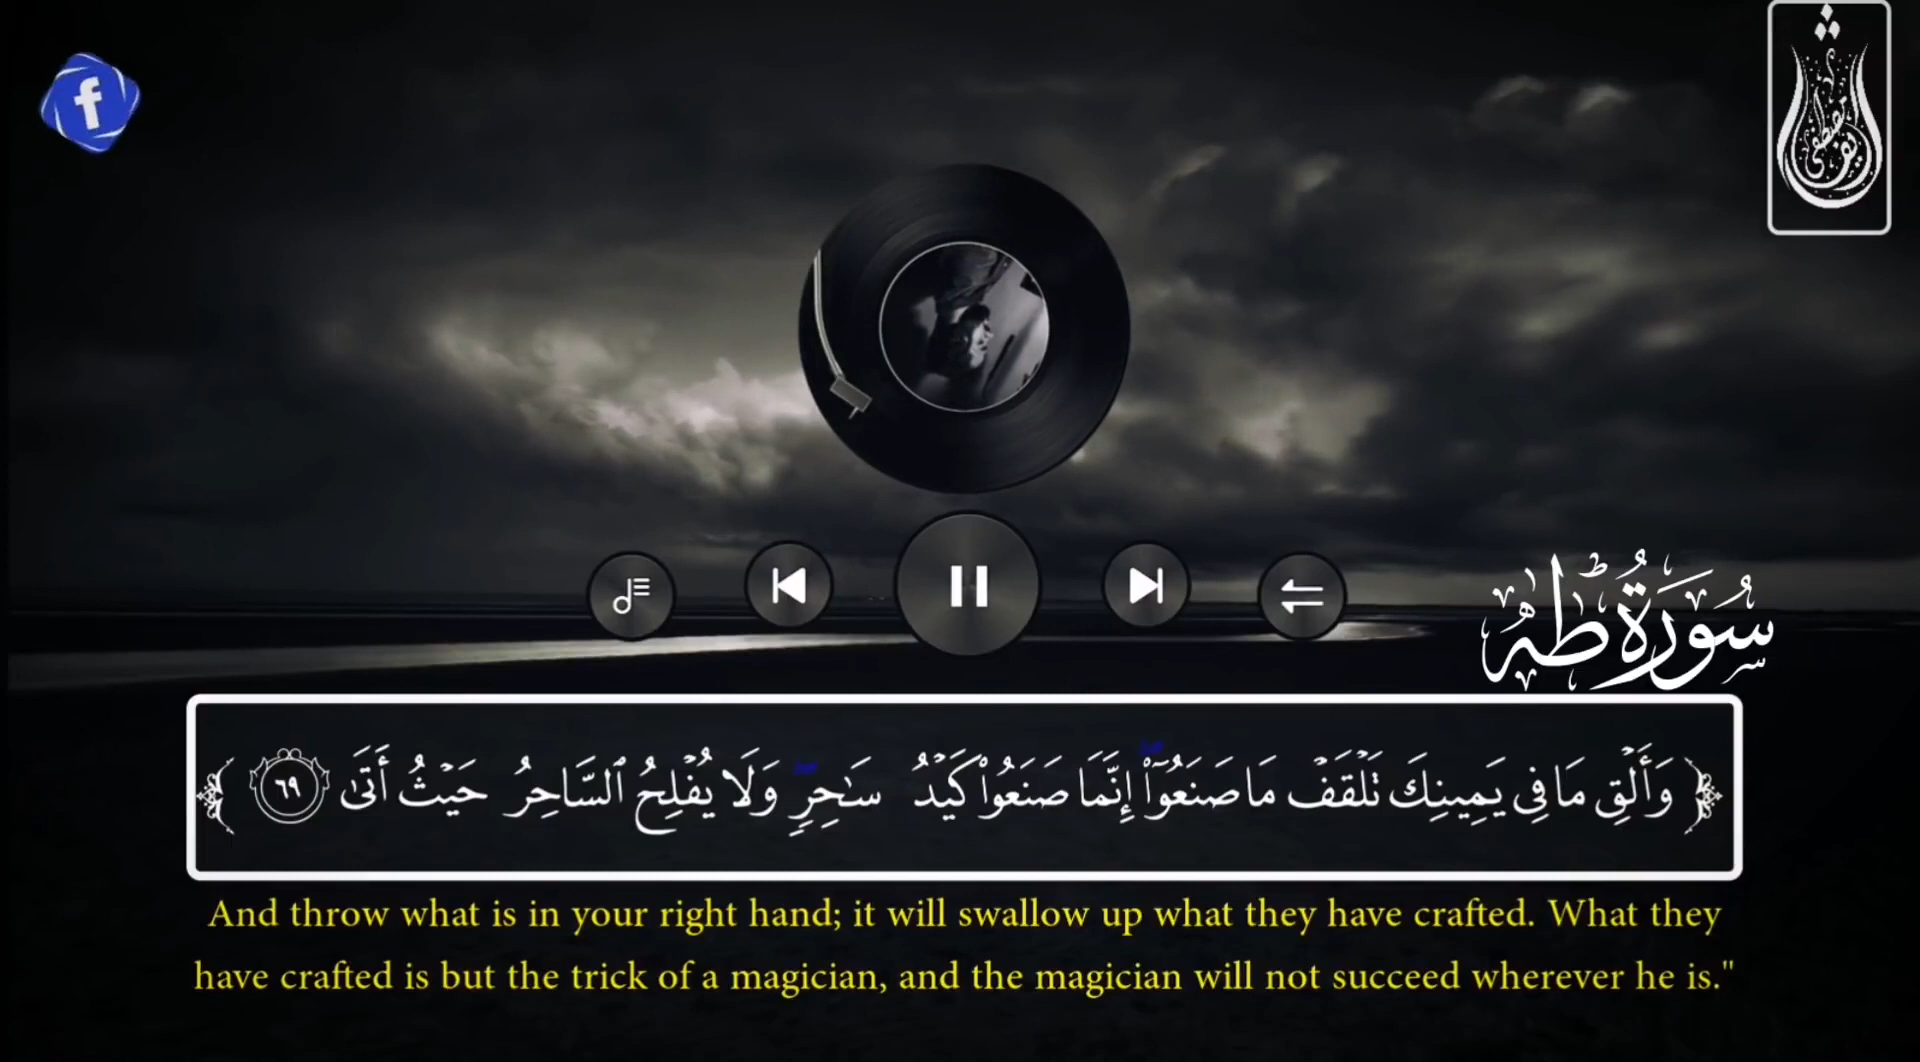 f
سُورَةُ طه
﴿ وَأَلْقِ مَا فِي يَمِينِكَ تَلْقَفْ مَا صَنَعُوٓا۟ ۖ إِنَّمَا صَنَعُوا۟ كَيْدُ سَـٰحِرٍ ۖ وَلَا يُفْلِحُ ٱلسَّاحِرُ حَيْثُ أَتَىٰ ٦٩ ﴾
And throw what is in your right hand; it will swallow up what they have crafted. What they
have crafted is but the trick of a magician, and the magician will not succeed wherever he is."